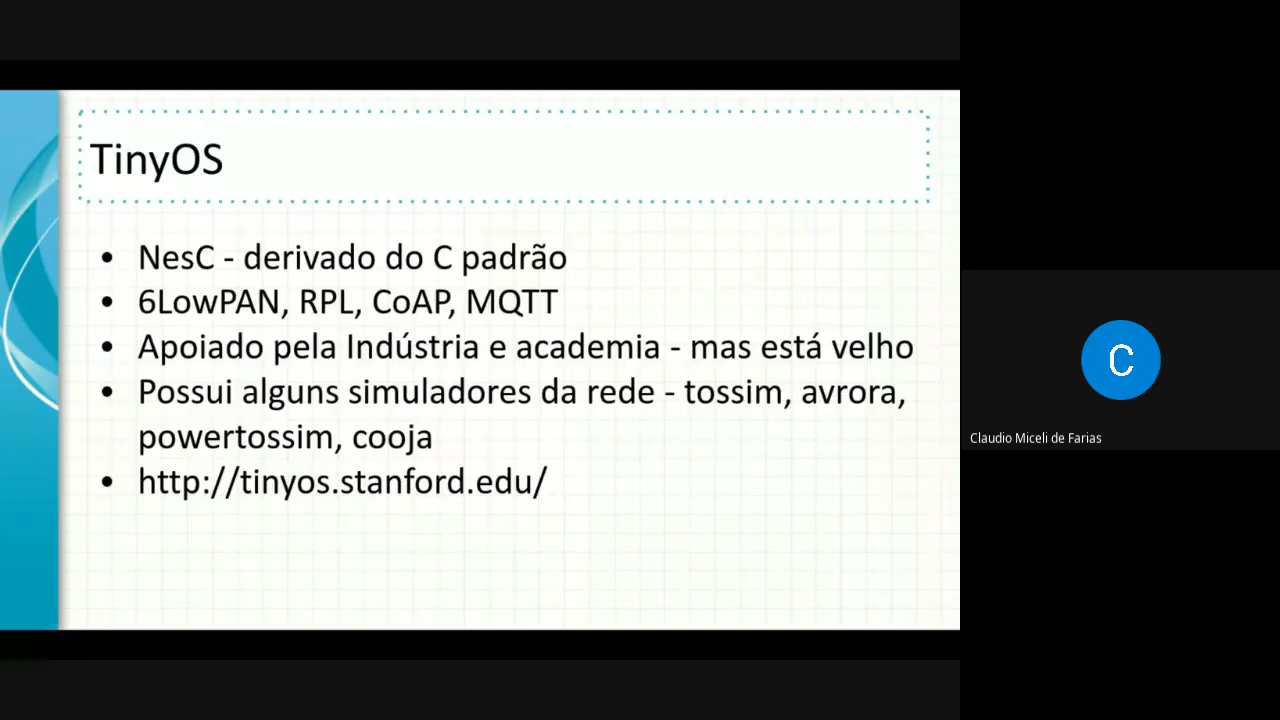 TinyOS
• NesC - derivado do C padrão
• 6LowPAN, RPL, CoAP, MQTT
• Apoiado pela Indústria e academia - mas está velho
• Possui alguns simuladores da rede - tossim, avrora,
powertossim, cooja
• http://tinyos.stanford.edu/
C
Claudio Miceli de Farias